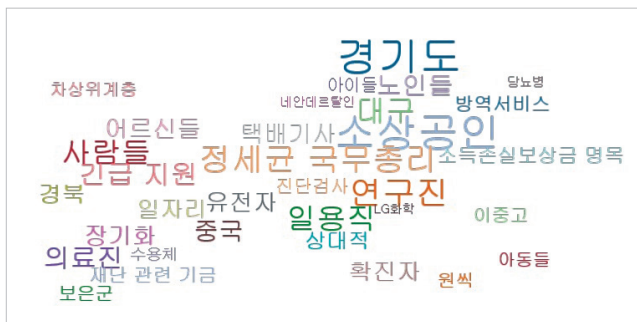 경기도
차상위계층
아이들
노인들
당뇨병
네안데르탈인
대구
방역서비스
어르신들
택배기사
소상공인
사람들
정세균 국무총리
소득손실보상금 명목
긴급 지원
진단검사
연구진
경북
일자리
유전자
LG화학
일용직
이중고
장기화
중국
상대적
의료진
수용체
아동들
재단 관련 기금
확진자
원씩
보은군